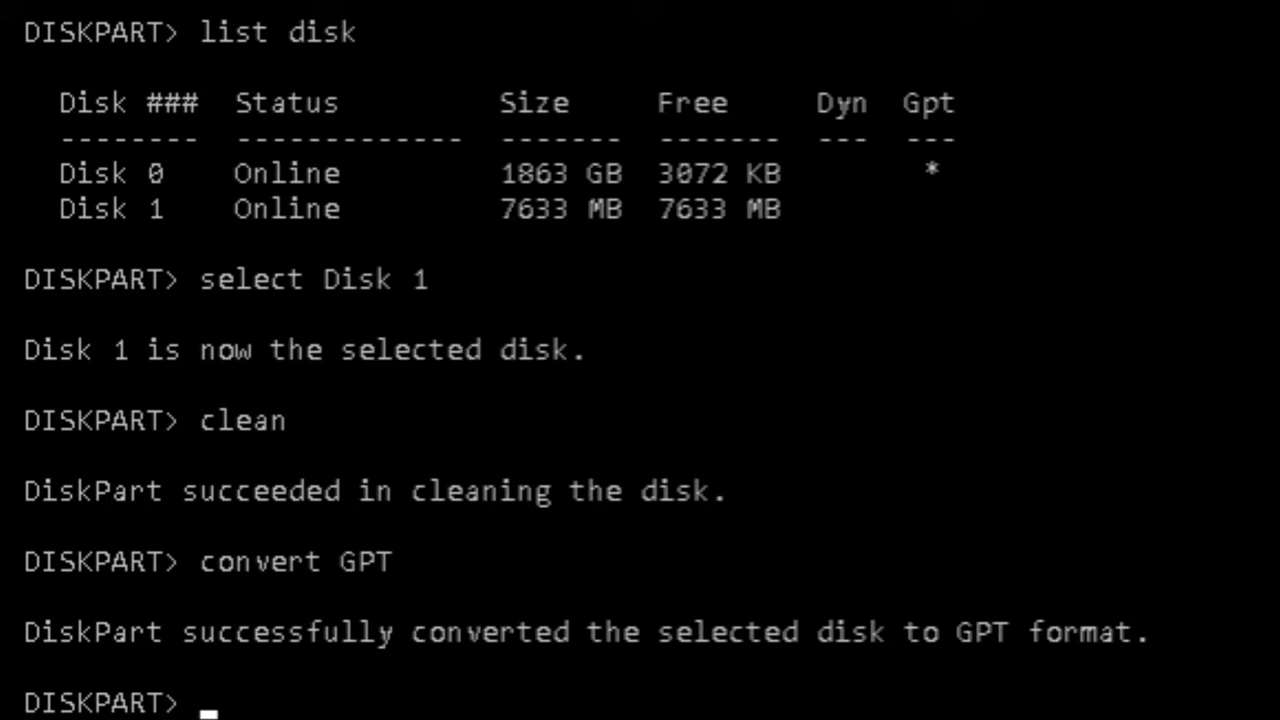 DISKPART> list disk
Disk ### Status Size Free Dyn Gpt
-------- ------------- ------- ------- --- ---
Disk 0 Online 1863 GB 3072 KB *
Disk 1 Online 7633 MB 7633 MB
DISKPART> select Disk 1
Disk 1 is now the selected disk.
DISKPART> clean
DiskPart succeeded in cleaning the disk.
DISKPART> convert GPT
DiskPart successfully converted the selected disk to GPT format.
DISKPART>